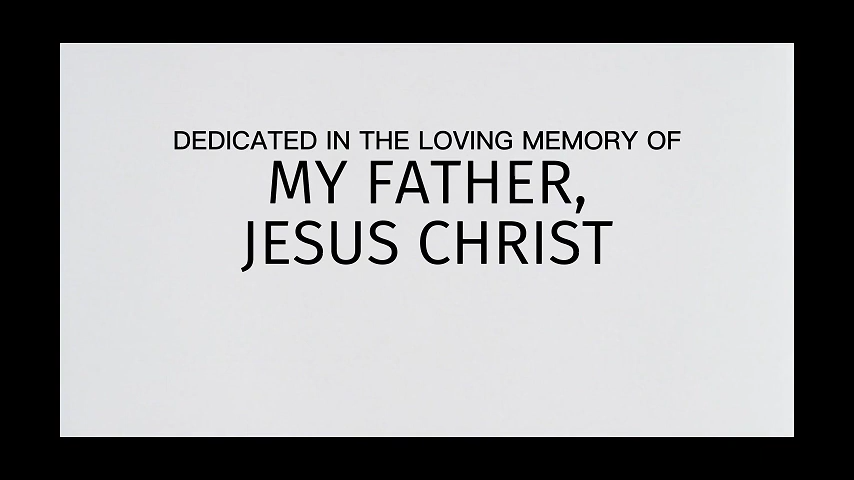 DEDICATED IN THE LOVING MEMORY OF
MY FATHER,
JESUS CHRIST